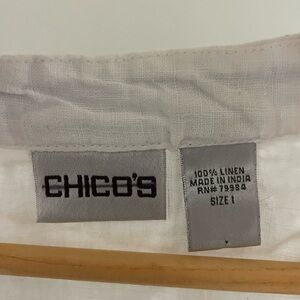 CHICO'S
100% LINEN
MADE IN INDIA
RN# 79984
SIZE 1